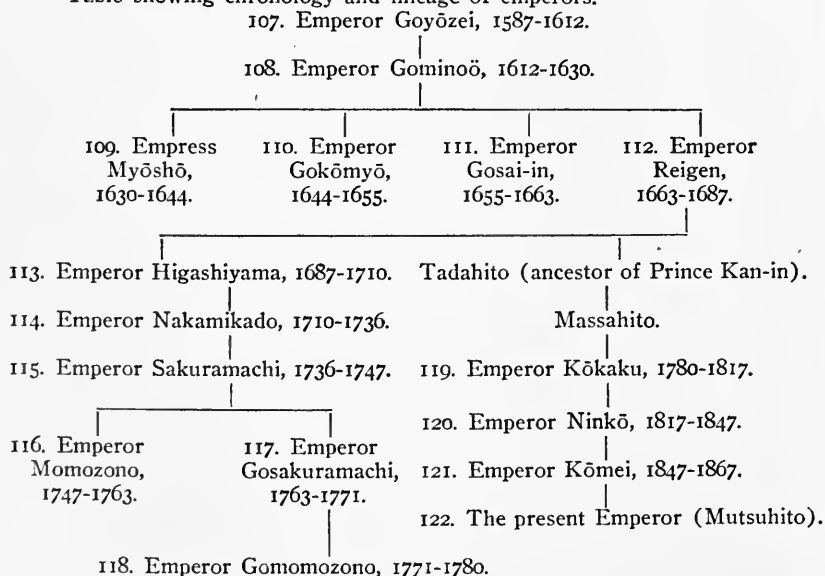 Table showing chronology and lineage of emperors.
107. Emperor Goyōzei, 1587-1612.
108. Emperor Gominoö, 1612-1630.
109. Empress
Myōshō,
1630-1644.
110. Emperor
Gokōmyō,
1644-1655.
111. Emperor
Gosai-in,
1655-1663.
112. Emperor
Reigen,
1663-1687.
113. Emperor Higashiyama, 1687-1710.
Tadahito (ancestor of Prince Kan-in).
114. Emperor Nakamikado, 1710-1736.
Massahito.
115. Emperor Sakuramachi, 1736-1747.
119. Emperor Kōkaku, 1780-1817.
116. Emperor
Momozono,
1747-1763.
117. Emperor
Gosakuramachi,
1763-1771.
120. Emperor Ninkō, 1817-1847.
121. Emperor Kōmei, 1847-1867.
122. The present Emperor (Mutsuhito).
118. Emperor Gomomozono, 1771-1780.